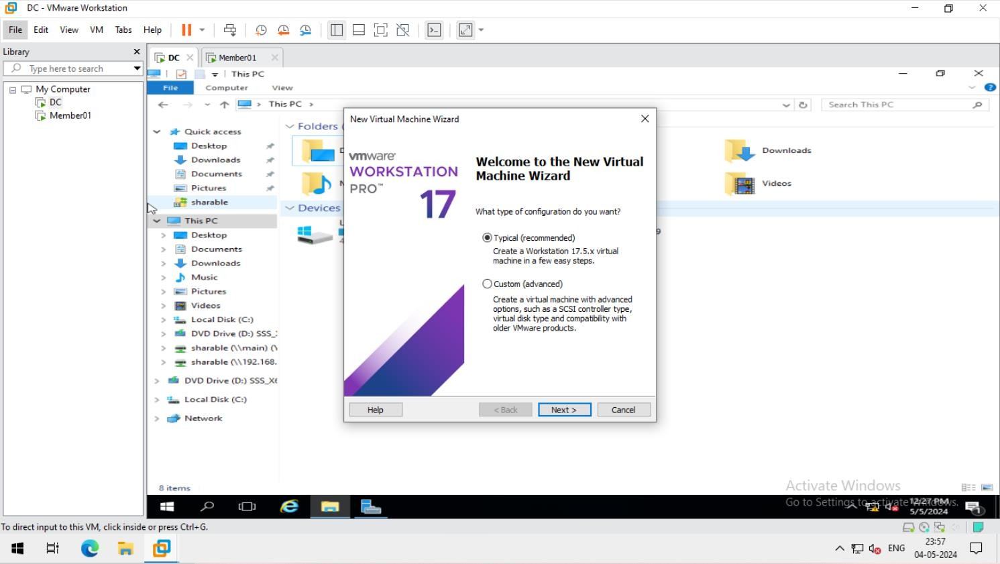 DC - VMware Workstation
File Edit View VM Tabs Help
Library
Type here to search
My Computer
DC
Member01
DC
Member01
This PC
File Computer View
This PC
Search This PC
Quick access
Desktop
Downloads
Documents
Pictures
sharable
This PC
Desktop
Documents
Downloads
Music
Pictures
Videos
Local Disk (C:)
DVD Drive (D:) SSS_
sharable (\\main) (
sharable (\\192.168.
DVD Drive (D:) SSS_X6
Local Disk (C:)
Network
Folders (
Downloads
Videos
Devices
9
8 items
New Virtual Machine Wizard
vmware
WORKSTATION
PRO™
17
Welcome to the New Virtual
Machine Wizard
What type of configuration do you want?
Typical (recommended)
Create a Workstation 17.5.x virtual
machine in a few easy steps.
Custom (advanced)
Create a virtual machine with advanced
options, such as a SCSI controller type,
virtual disk type and compatibility with
older VMware products.
Help < Back Next > Cancel
Activate Windows
Go to Settings to activate Windows.
12:27 PM
5/5/2024
1
To direct input to this VM, click inside or press Ctrl+G.
ENG
23:57
04-05-2024